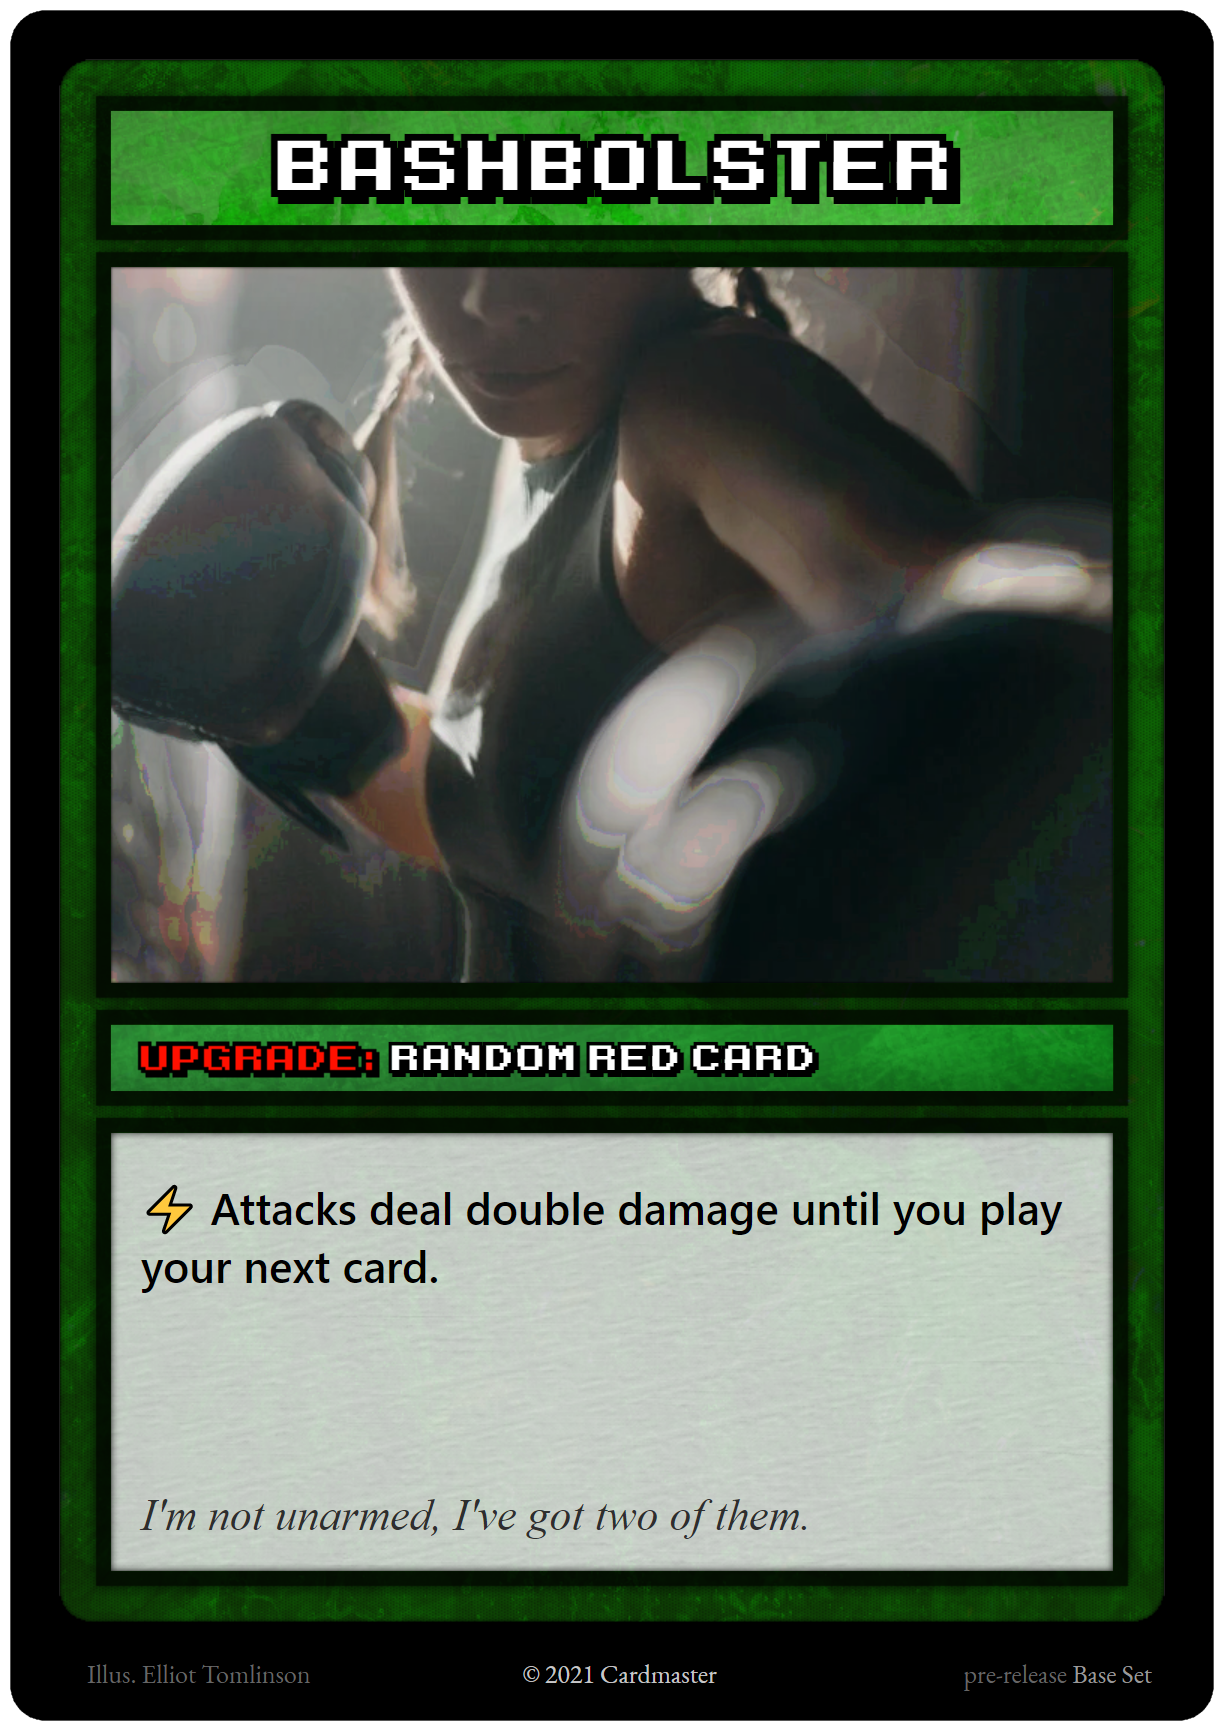 BASHBOLSTER
UPGRADE: RANDOM RED CARD
⚡ Attacks deal double damage until you play
your next card.
I'm not unarmed, I've got two of them.
Illus. Elliot Tomlinson © 2021 Cardmaster pre-release Base Set